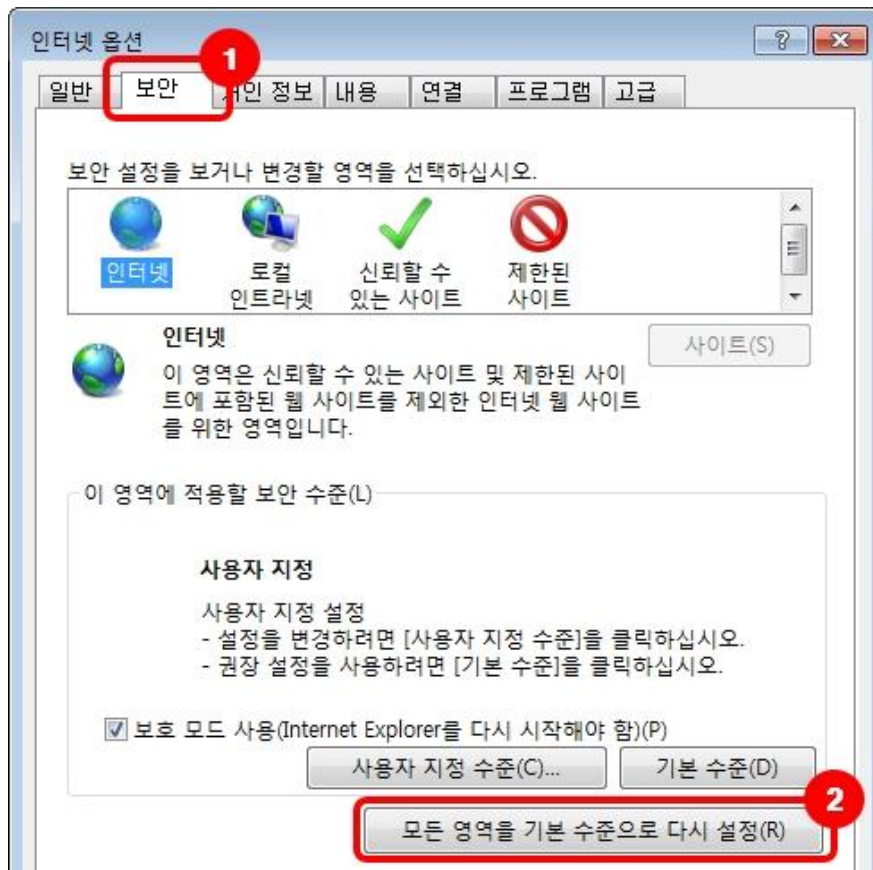 인터넷 옵션
1
일반 보안 개인 정보 내용 연결 프로그램 고급
보안 설정을 보거나 변경할 영역을 선택하십시오.
인터넷 로컬 인트라넷 신뢰할 수 있는 사이트 제한된 사이트
인터넷
사이트(S)
이 영역은 신뢰할 수 있는 사이트 및 제한된 사이
트에 포함된 웹 사이트를 제외한 인터넷 웹 사이트
를 위한 영역입니다.
이 영역에 적용할 보안 수준(L)
사용자 지정
사용자 지정 설정
- 설정을 변경하려면 [사용자 지정 수준]을 클릭하십시오.
- 권장 설정을 사용하려면 [기본 수준]을 클릭하십시오.
보호 모드 사용(Internet Explorer를 다시 시작해야 함)(P)
사용자 지정 수준(C)... 기본 수준(D)
2
모든 영역을 기본 수준으로 다시 설정(R)